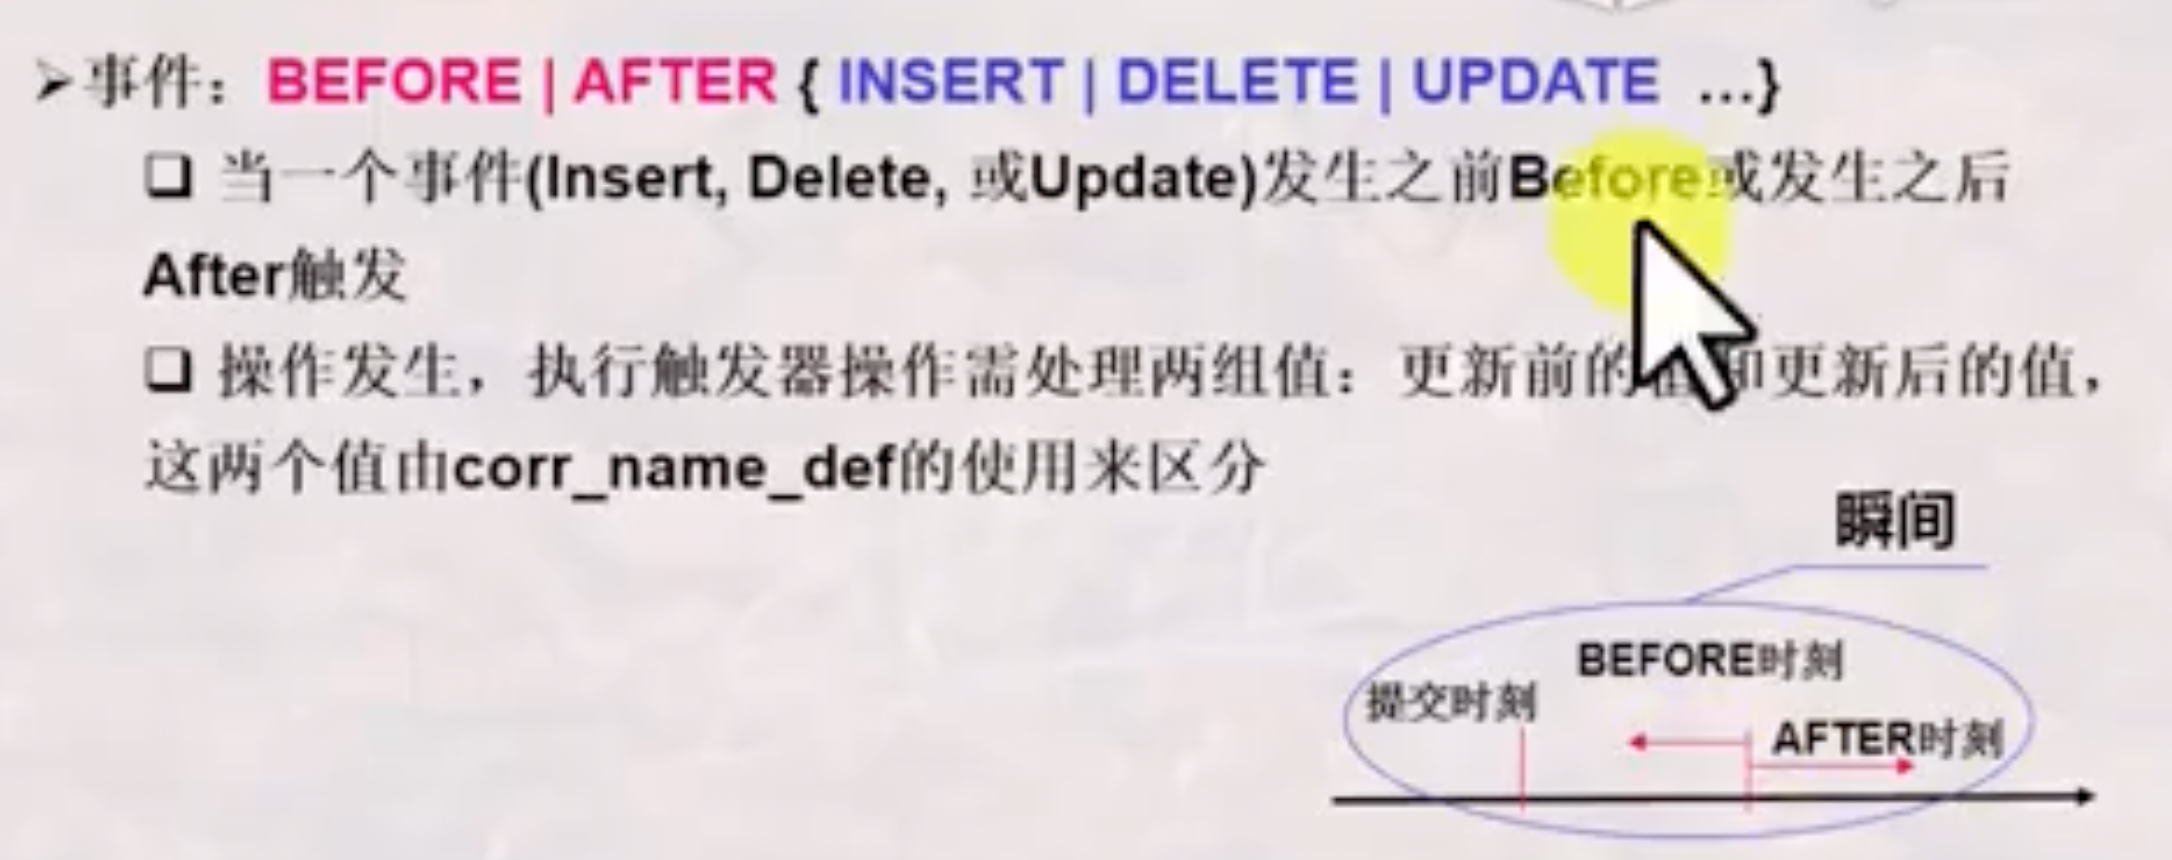 ➢事件：BEFORE | AFTER { INSERT | DELETE | UPDATE ...}
❑ 当一个事件(Insert, Delete, 或Update)发生之前Before或发生之后
After触发
❑ 操作发生，执行触发器操作需处理两组值：更新前的值和更新后的值，
这两个值由corr_name_def的使用来区分
瞬间
BEFORE时刻
提交时刻
AFTER时刻